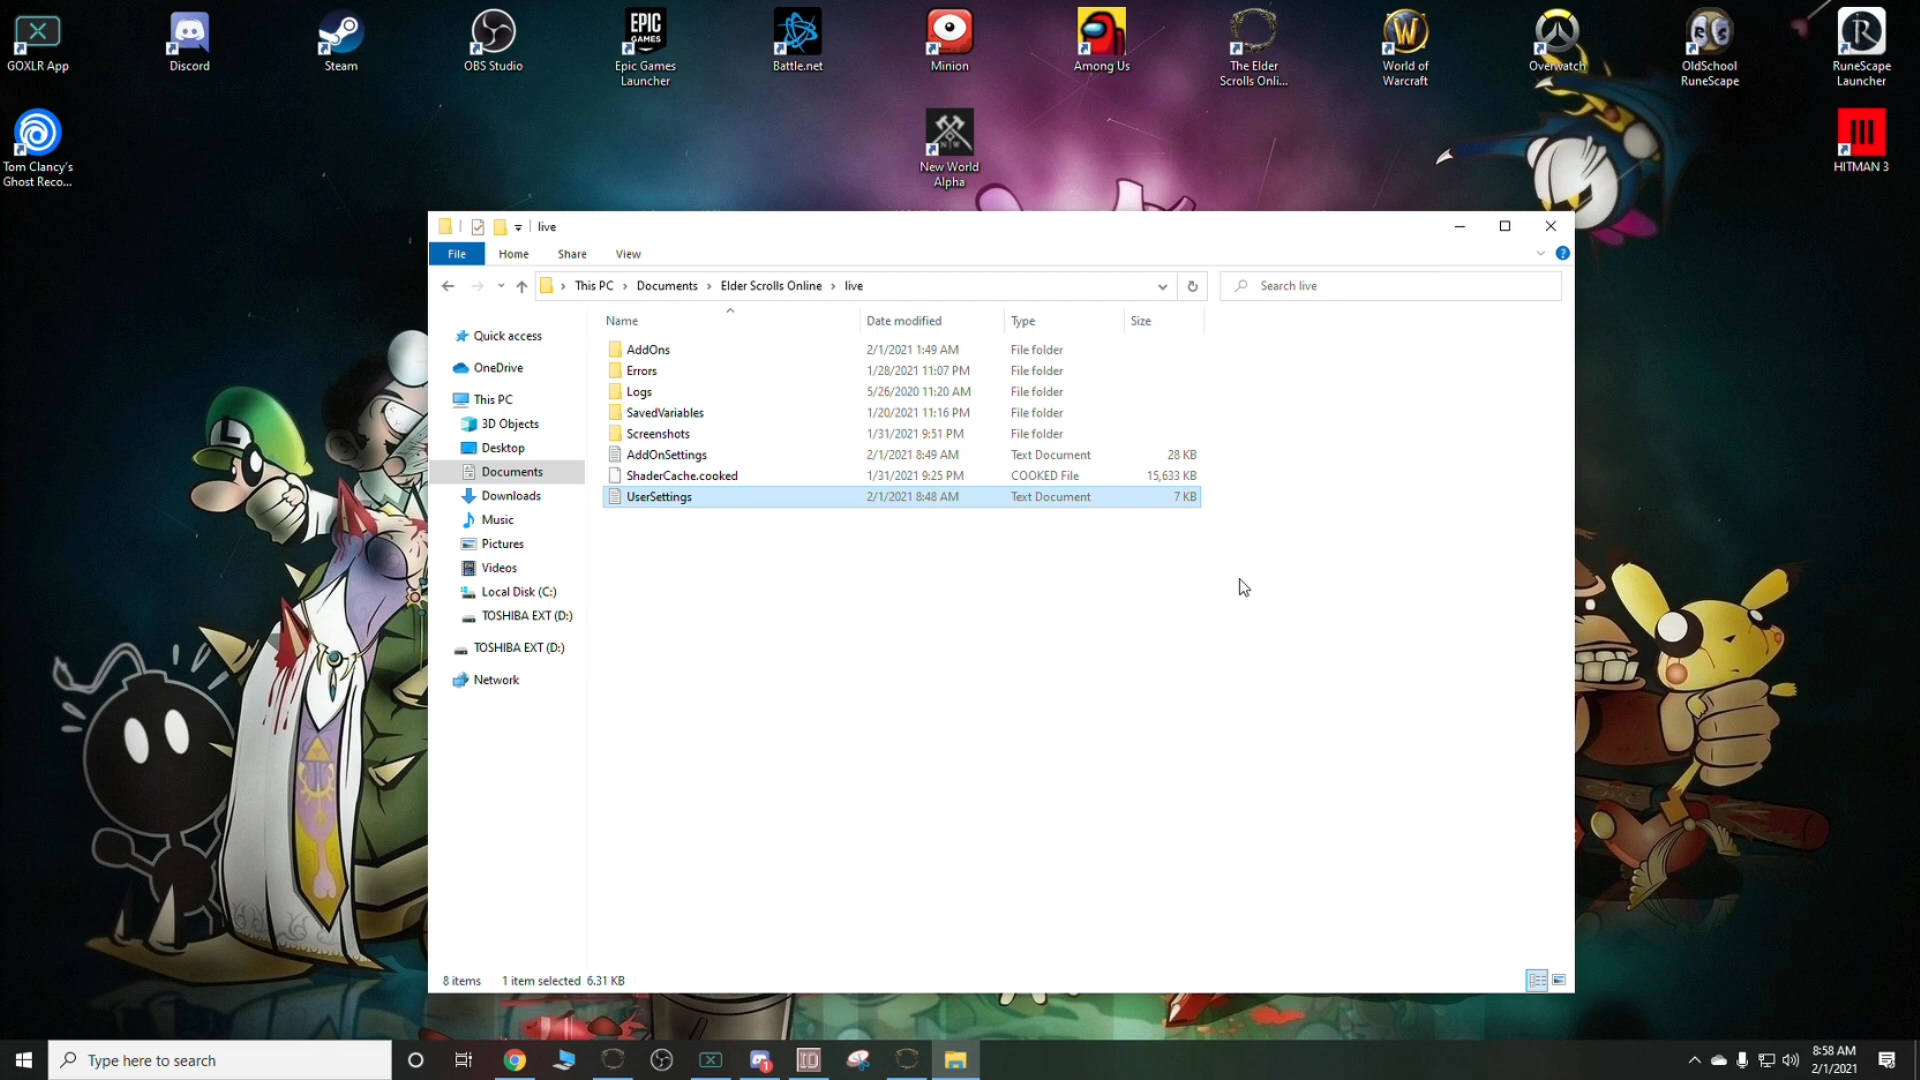 GOXLR App
Discord
Steam
OBS Studio
EPIC
GAMES
Epic Games
Launcher
Battle.net
Minion
Among Us
The Elder
Scrolls Onli...
World of
Warcraft
Overwatch
OldSchool
RuneScape
RuneScape
Launcher
Tom Clancy's
Ghost Reco...
New World
Alpha
HITMAN 3
live
File
Home
Share
View
This PC
Documents
Elder Scrolls Online
live
Search live
Name
Date modified
Type
Size
Quick access
OneDrive
This PC
3D Objects
Desktop
Documents
Downloads
Music
Pictures
Videos
Local Disk (C:)
TOSHIBA EXT (D:)
TOSHIBA EXT (D:)
Network
AddOns 2/1/2021 1:49 AM File folder
Errors 1/28/2021 11:07 PM File folder
Logs 5/26/2020 11:20 AM File folder
SavedVariables 1/20/2021 11:16 PM File folder
Screenshots 1/31/2021 9:51 PM File folder
AddOnSettings 2/1/2021 8:49 AM Text Document 28 KB
ShaderCache.cooked 1/31/2021 9:25 PM COOKED File 15,633 KB
UserSettings 2/1/2021 8:48 AM Text Document 7 KB
8 items 1 item selected 6.31 KB
Type here to search
8:58 AM
2/1/2021